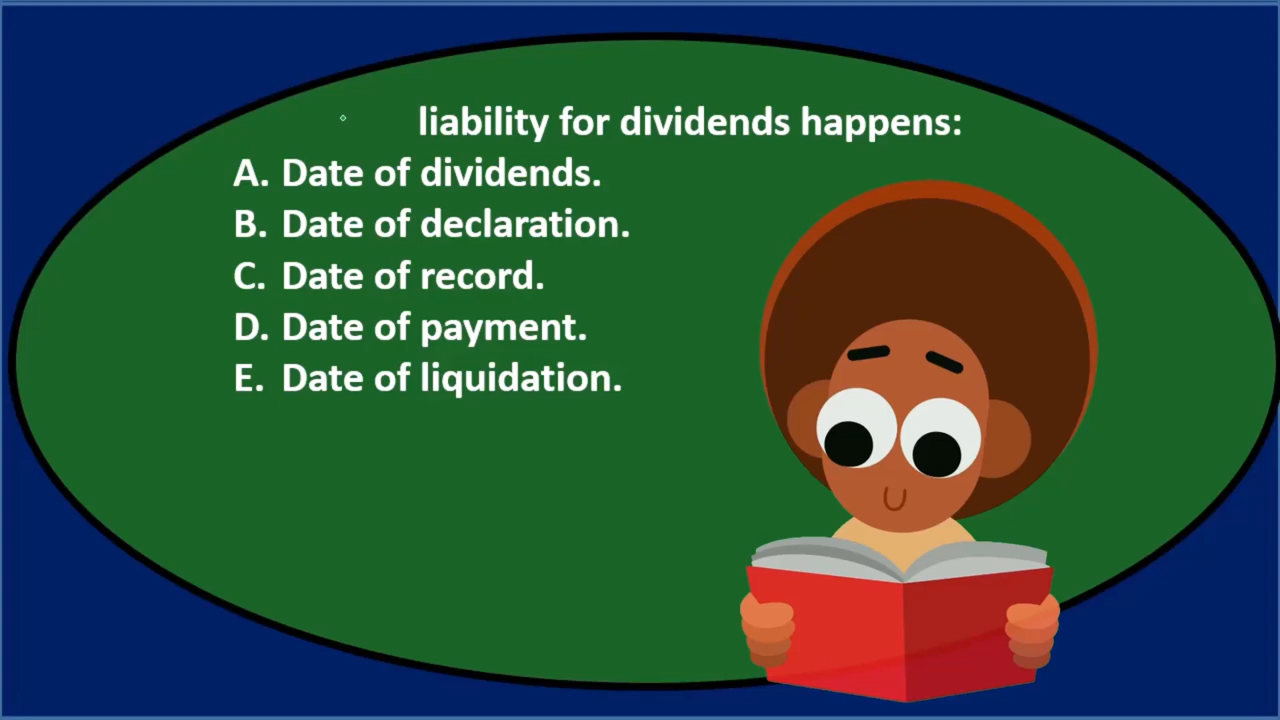 liability for dividends happens:
A. Date of dividends.
B. Date of declaration.
C. Date of record.
D. Date of payment.
E. Date of liquidation.